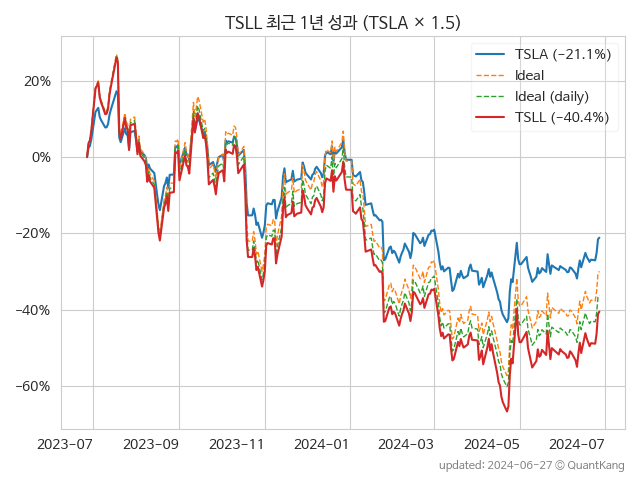 TSLL 최근 1년 성과 (TSLA × 1.5)
TSLA (−21.1%)
Ideal
Ideal (daily)
TSLL (−40.4%)
20%
0%
−20%
−40%
−60%
2023-07 2023-09 2023-11 2024-01 2024-03 2024-05 2024-07
updated: 2024-06-27 © QuantKang